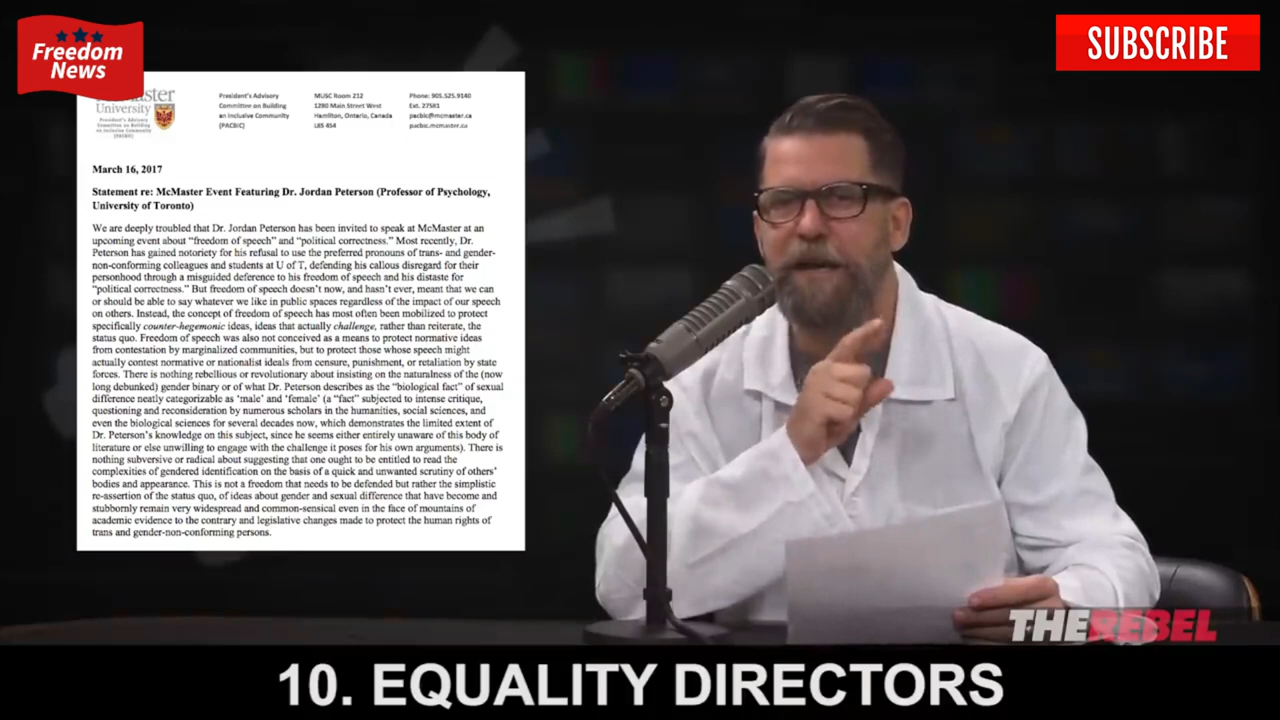 Freedom
News
SUBSCRIBE
University
President's Advisory
Committee on Building
an Inclusive Community
(PACBIC)
President's Advisory
Committee on Building
an Inclusive Community
(PACBIC)
MUSC Room 212
1280 Main Street West
Hamilton, Ontario, Canada
L8S 4S4
Phone: 905.525.9140
Ext. 27581
pacbic@mcmaster.ca
pacbic.mcmaster.ca
March 16, 2017
Statement re: McMaster Event Featuring Dr. Jordan Peterson (Professor of Psychology,
University of Toronto)
We are deeply troubled that Dr. Jordan Peterson has been invited to speak at McMaster at an
upcoming event about “freedom of speech” and “political correctness.” Most recently, Dr.
Peterson has gained notoriety for his refusal to use the preferred pronouns of trans- and gender-
non-conforming colleagues and students at U of T, defending his callous disregard for their
personhood through a misguided deference to his freedom of speech and his distaste for
“political correctness.” But freedom of speech doesn’t now, and hasn’t ever, meant that we can
or should be able to say whatever we like in public spaces regardless of the impact of our speech
on others. Instead, the concept of freedom of speech has most often been mobilized to protect
specifically counter-hegemonic ideas, ideas that actually challenge, rather than reiterate, the
status quo. Freedom of speech was also not conceived as a means to protect normative ideas
from contestation by marginalized communities, but to protect those whose speech might
actually contest normative or nationalist ideals from censure, punishment, or retaliation by state
forces. There is nothing rebellious or revolutionary about insisting on the naturalness of the (now
long debunked) gender binary or of what Dr. Peterson describes as the “biological fact” of sexual
difference neatly categorizable as ‘male’ and ‘female’ (a “fact” subjected to intense critique,
questioning and reconsideration by numerous scholars in the humanities, social sciences, and
even the biological sciences for several decades now, which demonstrates the limited extent of
Dr. Peterson’s knowledge on this subject, since he seems either entirely unaware of this body of
literature or else unwilling to engage with the challenge it poses for his own arguments). There is
nothing subversive or radical about suggesting that one ought to be entitled to read the
complexities of gendered identification on the basis of a quick and unwanted scrutiny of others’
bodies and appearance. This is not a freedom that needs to be defended but rather the simplistic
re-assertion of the status quo, of ideas about gender and sexual difference that have become and
stubbornly remain very widespread and common-sensical even in the face of mountains of
academic evidence to the contrary and legislative changes made to protect the human rights of
trans and gender-non-conforming persons.
THE REBEL
10. EQUALITY DIRECTORS